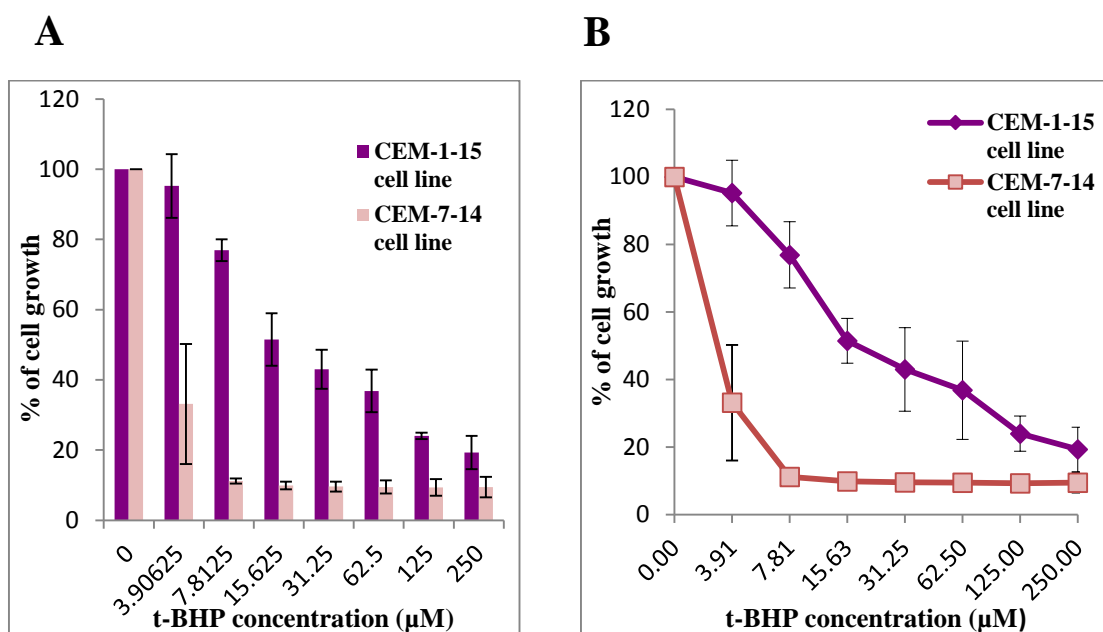 A
B
120
100
80
60
40
20
0
% of cell growth
CEM-1-15
cell line
CEM-7-14
cell line
0
3.90625
7.8125
15.625
31.25
62.5
125
250
t-BHP concentration (µM)
120
100
80
60
40
20
0
% of cell growth
CEM-1-15
cell line
CEM-7-14
cell line
0.00
3.91
7.81
15.63
31.25
62.50
125.00
250.00
t-BHP concentration (µM)